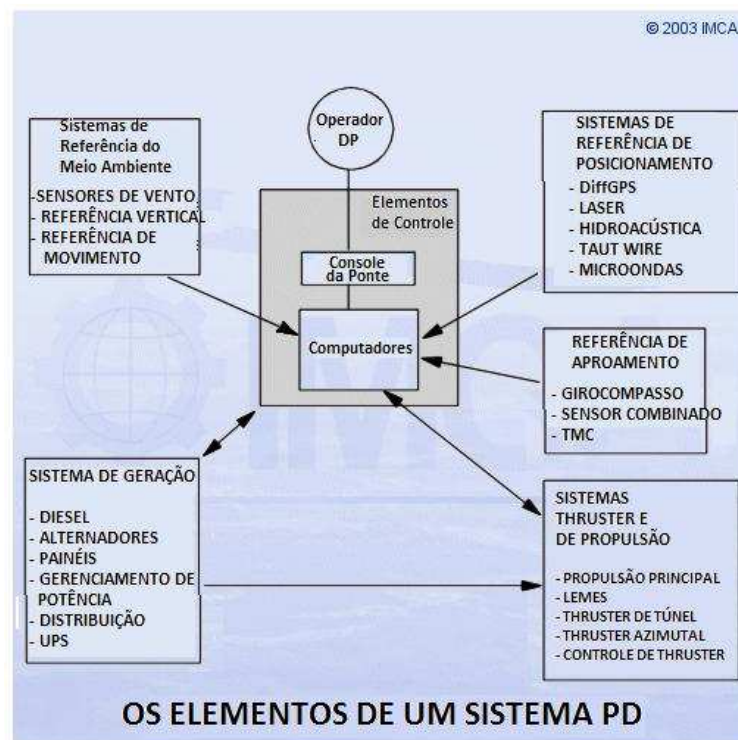 © 2003 IMCA
Sistemas de
Referência do
Meio Ambiente
-SENSORES DE VENTO
- REFERÊNCIA VERTICAL
- REFERÊNCIA DE
MOVIMENTO
Operador
DP
Elementos
de Controle
Console
da Ponte
Computadores
SISTEMAS DE
REFERÊNCIA DE
POSICIONAMENTO
- DiffGPS
- LASER
- HIDROACÚSTICA
- TAUT WIRE
- MICROONDAS
REFERÊNCIA DE
APROAMENTO
- GIROCOMPASSO
- SENSOR COMBINADO
- TMC
IMCA
SISTEMA DE GERAÇÃO
- DIESEL
- ALTERNADORES
- PAINÉIS
- GERENCIAMENTO DE
POTÊNCIA
- DISTRIBUIÇÃO
- UPS
SISTEMAS
THRUSTER E
DE PROPULSÃO
- PROPULSÃO PRINCIPAL
- LEMES
- THRUSTER DE TÚNEL
- THRUSTER AZIMUTAL
- CONTROLE DE THRUSTER
OS ELEMENTOS DE UM SISTEMA PD